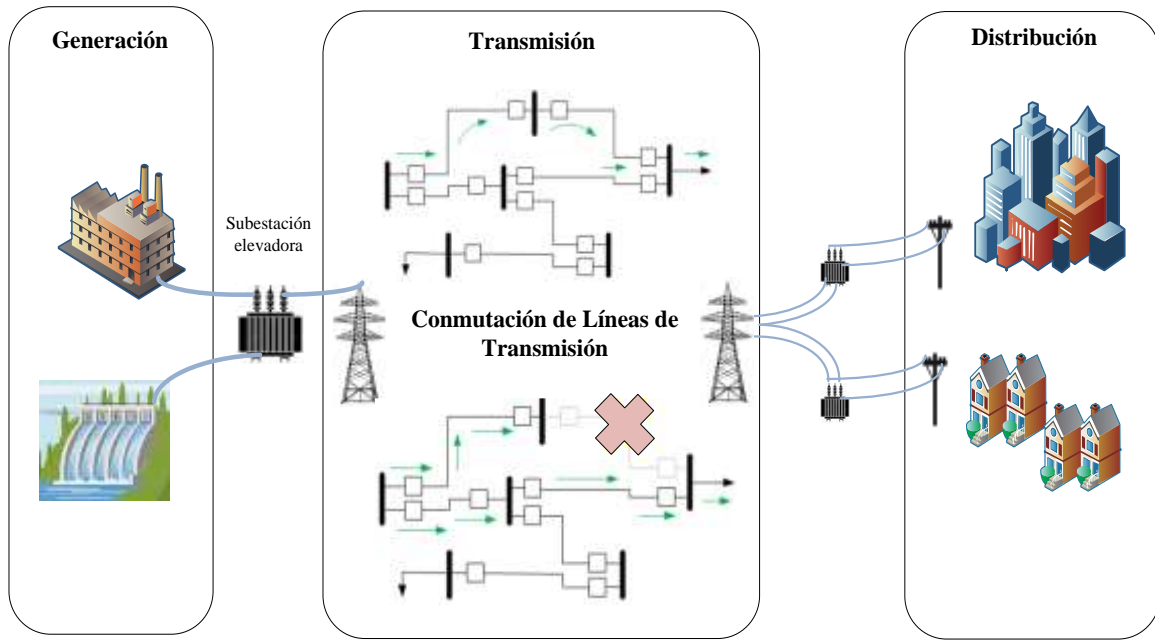 Generación
Transmisión
Distribución
Subestación
elevadora
Conmutación de Líneas de
Transmisión